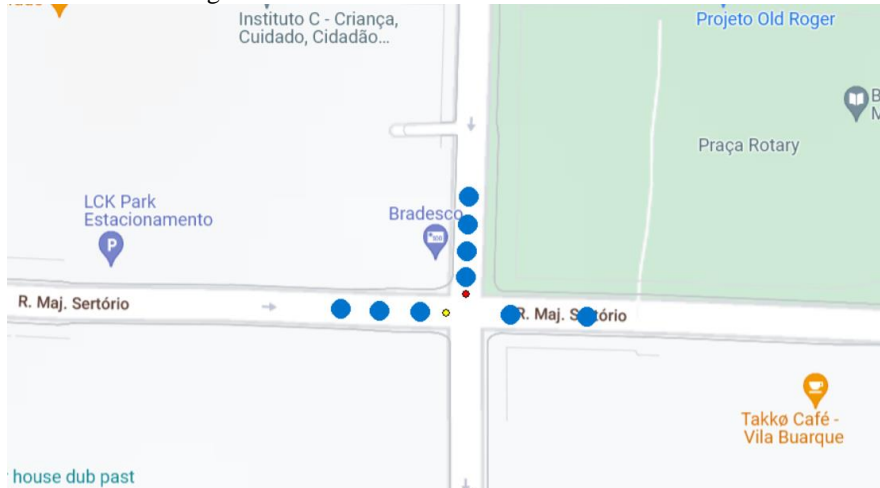 Instituto C - Criança,
Cuidado, Cidadão...
Projeto Old Roger
Praça Rotary
LCK Park
Estacionamento
P
Bradesco
R. Maj. Sertório
R. Maj. S tório
Takkø Café -
Vila Buarque
house dub past